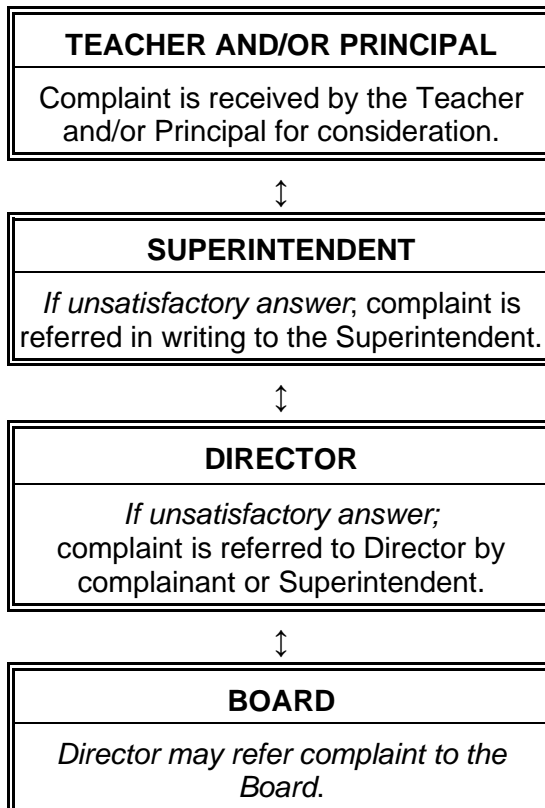 TEACHER AND/OR PRINCIPAL
Complaint is received by the Teacher
and/or Principal for consideration.
↕
SUPERINTENDENT
If unsatisfactory answer; complaint is
referred in writing to the Superintendent.
↕
DIRECTOR
If unsatisfactory answer;
complaint is referred to Director by
complainant or Superintendent.
↕
BOARD
Director may refer complaint to the
Board.